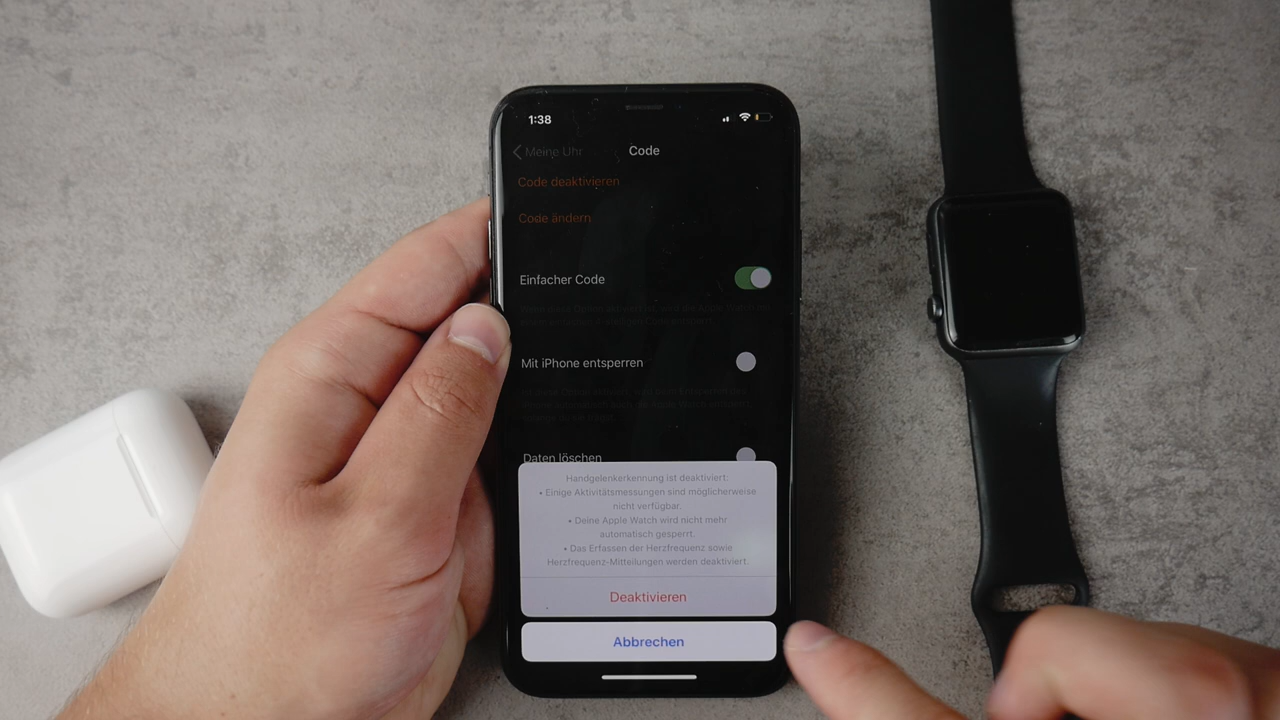 1:38
Meine Uhr
Code
Code deaktivieren
Code ändern
Einfacher Code
Mit iPhone entsperren
Daten löschen
Handgelenkerkennung ist deaktiviert:
• Einige Aktivitätsmessungen sind möglicherweise
nicht verfügbar.
• Deine Apple Watch wird nicht mehr
automatisch gesperrt.
• Das Erfassen der Herzfrequenz sowie
Herzfrequenz-Mitteilungen werden deaktiviert.
Deaktivieren
Abbrechen